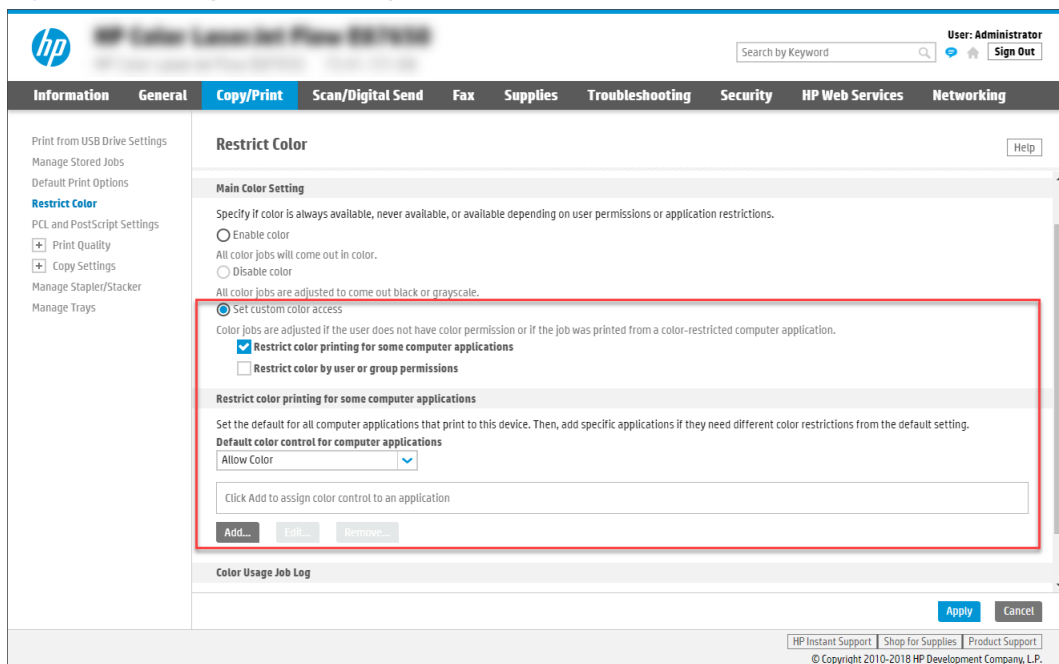 hp
User: Administrator
Search by Keyword
Sign Out
Information General Copy/Print Scan/Digital Send Fax Supplies Troubleshooting Security HP Web Services Networking
Print from USB Drive Settings
Manage Stored Jobs
Default Print Options
Restrict Color
PCL and PostScript Settings
+ Print Quality
+ Copy Settings
Manage Stapler/Stacker
Manage Trays
Restrict Color
Help
Main Color Setting
Specify if color is always available, never available, or available depending on user permissions or application restrictions.
Enable color
All color jobs will come out in color.
Disable color
All color jobs are adjusted to come out black or grayscale.
Set custom color access
Color jobs are adjusted if the user does not have color permission or if the job was printed from a color-restricted computer application.
Restrict color printing for some computer applications
Restrict color by user or group permissions
Restrict color printing for some computer applications
Set the default for all computer applications that print to this device. Then, add specific applications if they need different color restrictions from the default setting.
Default color control for computer applications
Allow Color
Click Add to assign color control to an application
Add... Edit... Remove...
Color Usage Job Log
Apply Cancel
HP Instant Support Shop for Supplies Product Support
© Copyright 2010-2018 HP Development Company, L.P.